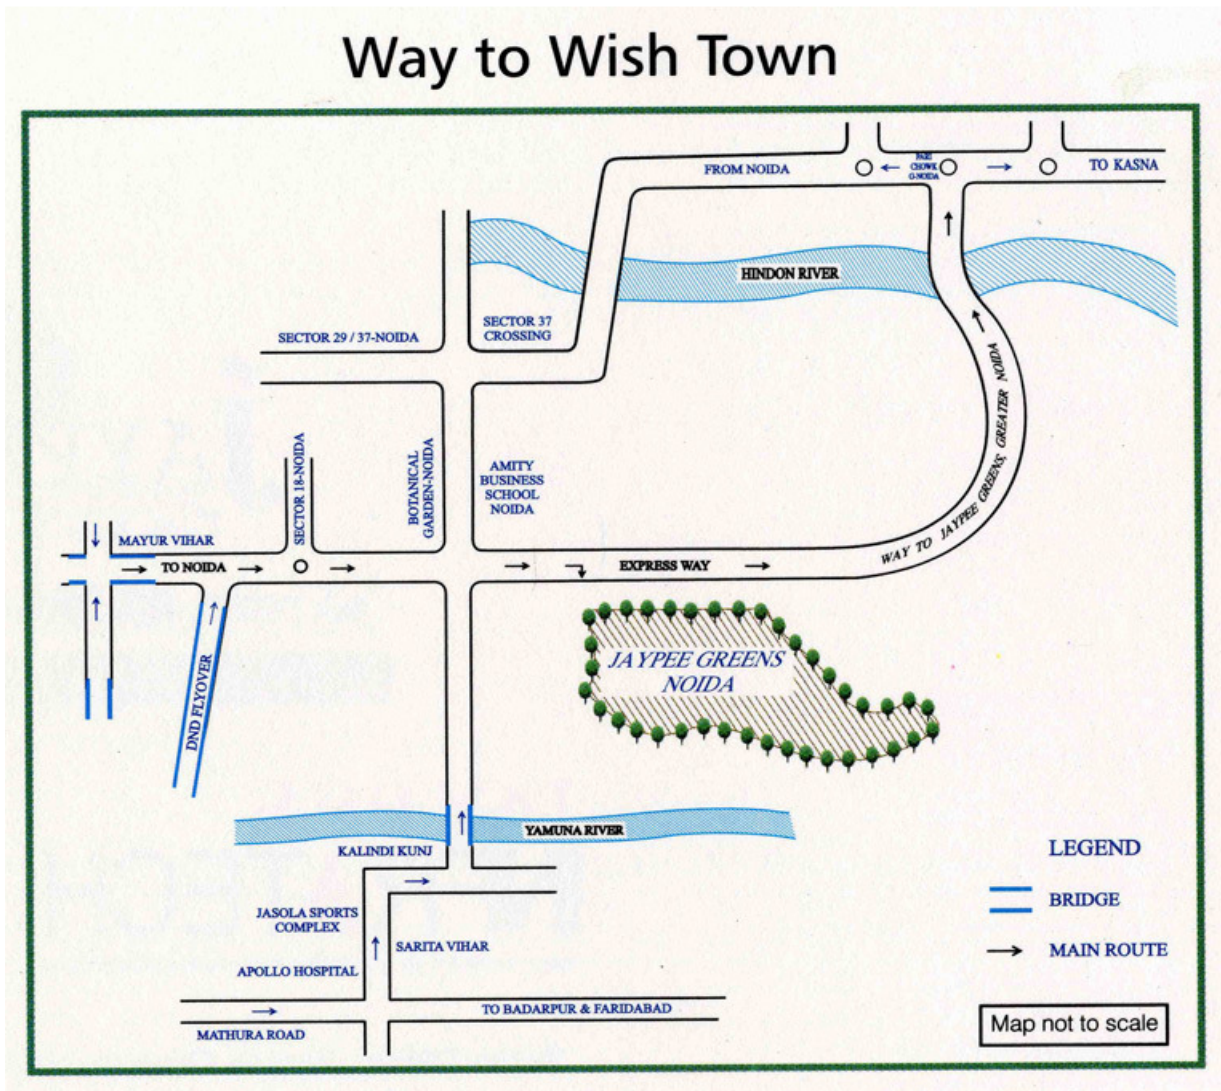 Way to Wish Town
FROM NOIDA
PARI
CHOWK
G-NOIDA
TO KASNA
HINDON RIVER
SECTOR 29 / 37-NOIDA
SECTOR 37
CROSSING
WAY TO JAYPEE GREENS, GREATER NOIDA
SECTOR 18-NOIDA
BOTANICAL
GARDEN-NOIDA
AMITY
BUSINESS
SCHOOL
NOIDA
MAYUR VIHAR
TO NOIDA
EXPRESS WAY
DND FLYOVER
JAYPEE GREENS
NOIDA
YAMUNA RIVER
KALINDI KUNJ
JASOLA SPORTS
COMPLEX
SARITA VIHAR
APOLLO HOSPITAL
TO BADARPUR & FARIDABAD
MATHURA ROAD
LEGEND
BRIDGE
MAIN ROUTE
Map not to scale